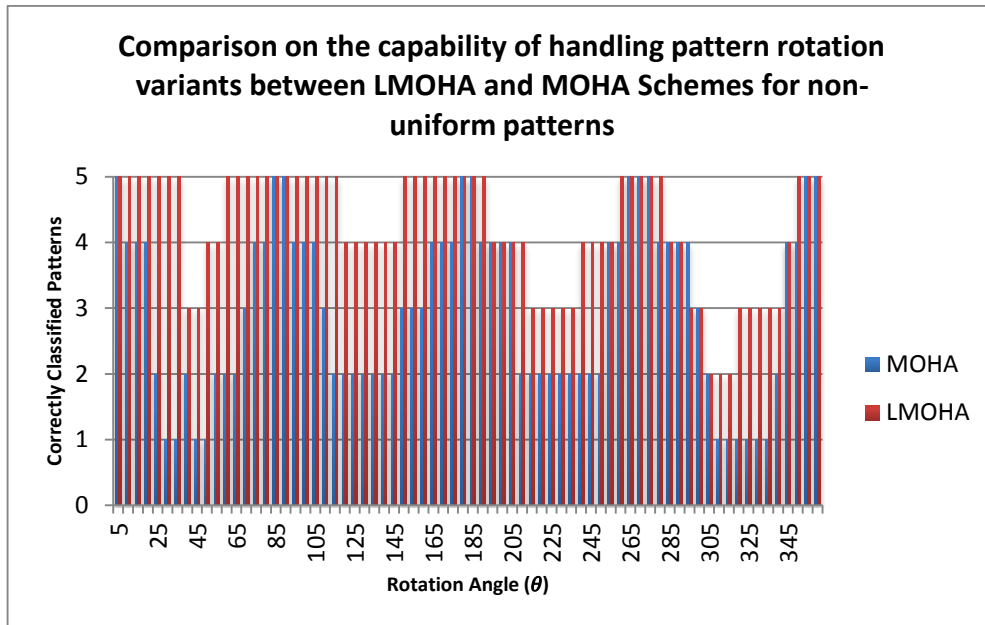 Comparison on the capability of handling pattern rotation
variants between LMOHA and MOHA Schemes for non-
uniform patterns
Correctly Classified Patterns
5
4
3
2
1
0
5 25 45 65 85 105 125 145 165 185 205 225 245 265 285 305 325 345
Rotation Angle (θ)
MOHA
LMOHA